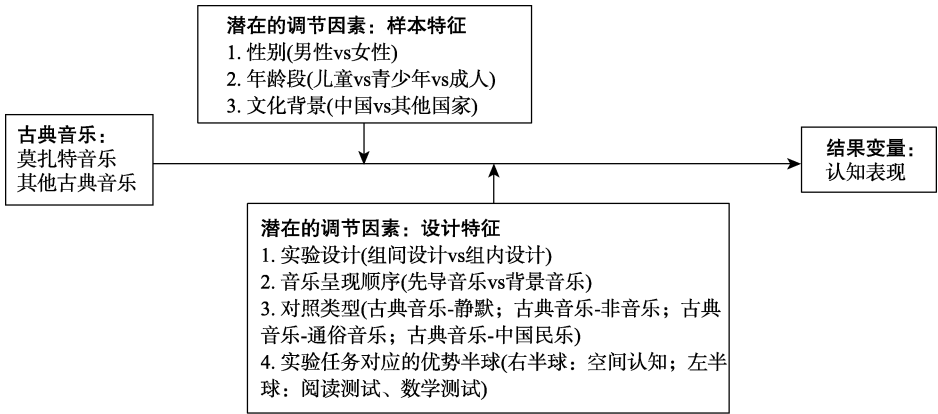 潜在的调节因素：样本特征
1. 性别(男性vs女性)
2. 年龄段(儿童vs青少年vs成人)
3. 文化背景(中国vs其他国家)
古典音乐：
莫扎特音乐
其他古典音乐
结果变量：
认知表现
潜在的调节因素：设计特征
1. 实验设计(组间设计vs组内设计)
2. 音乐呈现顺序(先导音乐vs背景音乐)
3. 对照类型(古典音乐-静默；古典音乐-非音乐；古典
音乐-通俗音乐；古典音乐-中国民乐)
4. 实验任务对应的优势半球(右半球：空间认知；左半
球：阅读测试、数学测试)